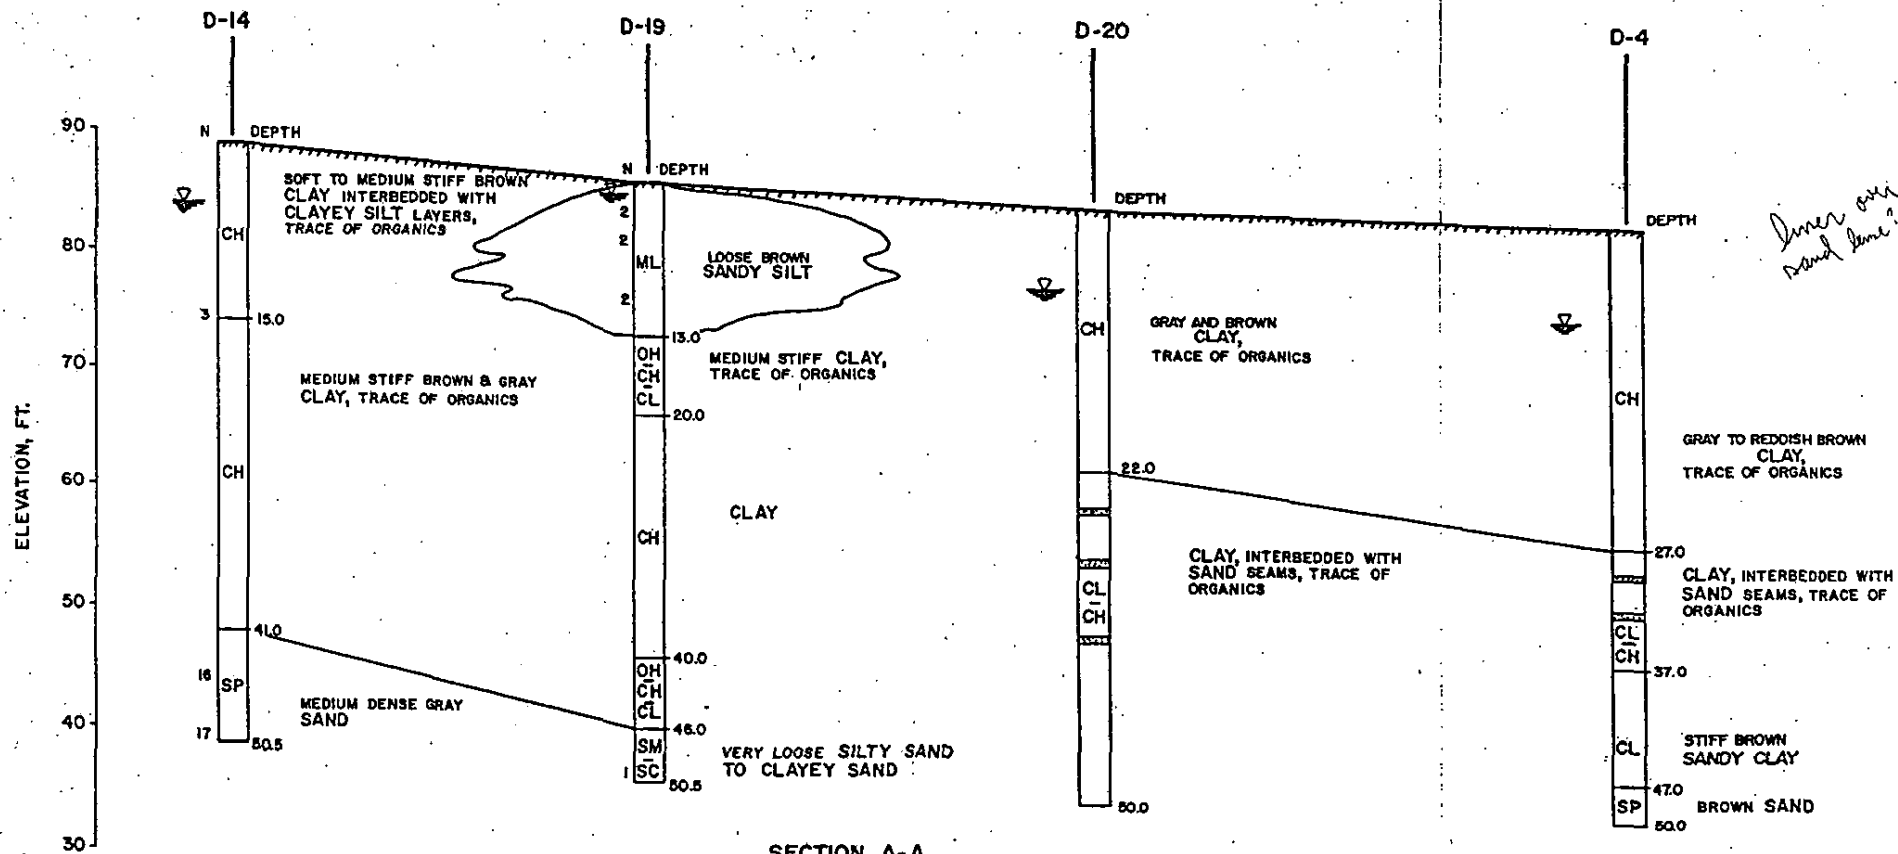 D-14
D-19
D-20
D-4
90
80
70
60
50
40
30
ELEVATION, FT.
N DEPTH
SOFT TO MEDIUM STIFF BROWN
CLAY INTERBEDDED WITH
CLAYEY SILT LAYERS,
TRACE OF ORGANICS
CH
3
15.0
MEDIUM STIFF BROWN & GRAY
CLAY, TRACE OF ORGANICS
CH
41.0
16
SP
MEDIUM DENSE GRAY
SAND
17
50.5
N DEPTH
2
2
ML
2
LOOSE BROWN
SANDY SILT
13.0
OH
CH
CL
MEDIUM STIFF CLAY,
TRACE OF ORGANICS
20.0
CLAY
CH
40.0
OH
CH
CL
46.0
SM
SC
1
VERY LOOSE SILTY SAND
TO CLAYEY SAND
50.5
DEPTH
CH
GRAY AND BROWN
CLAY,
TRACE OF ORGANICS
22.0
CLAY, INTERBEDDED WITH
SAND SEAMS, TRACE OF
ORGANICS
CL
CH
50.0
DEPTH
CH
GRAY TO REDDISH BROWN
CLAY,
TRACE OF ORGANICS
27.0
CLAY, INTERBEDDED WITH
SAND SEAMS, TRACE OF
ORGANICS
CL
CH
37.0
CL
STIFF BROWN
SANDY CLAY
47.0
SP
BROWN SAND
50.0
over
sand
SECTION A-A